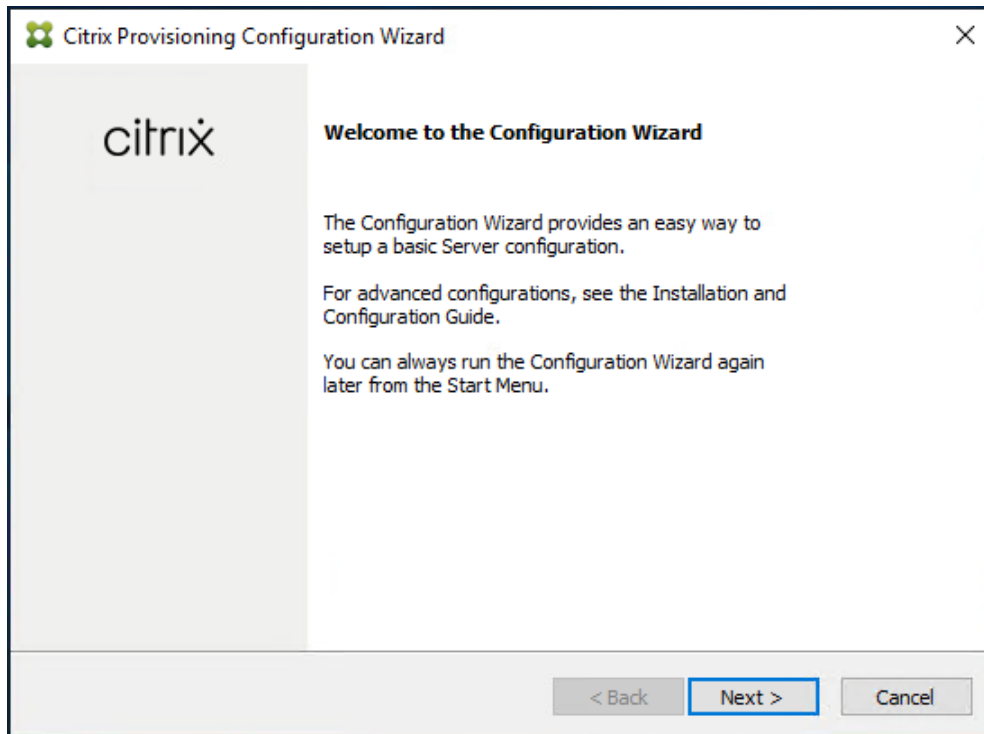 Citrix Provisioning Configuration Wizard
citrix
Welcome to the Configuration Wizard
The Configuration Wizard provides an easy way to
setup a basic Server configuration.
For advanced configurations, see the Installation and
Configuration Guide.
You can always run the Configuration Wizard again
later from the Start Menu.
< Back
Next >
Cancel